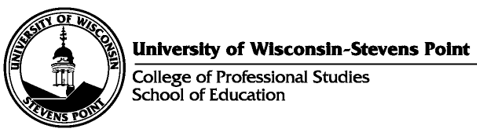 UNIVERSITY OF WISCONSIN
STEVENS POINT
University of Wisconsin-Stevens Point
College of Professional Studies
School of Education